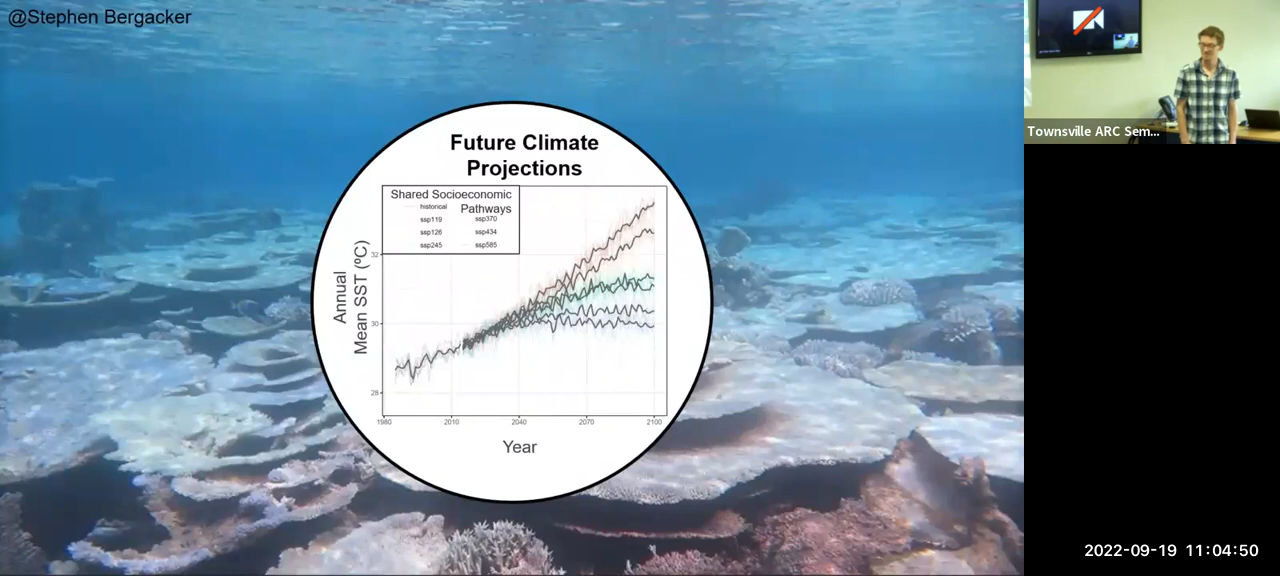 @Stephen Bergacker
Future Climate
Projections
Shared Socioeconomic
Pathways
historical
ssp119
ssp126
ssp245
ssp370
ssp434
ssp585
Annual
Mean SST (ºC)
32
30
28
1980
2010
2040
2070
2100
Year
Townsville ARC Sem...
2022-09-19 11:04:50